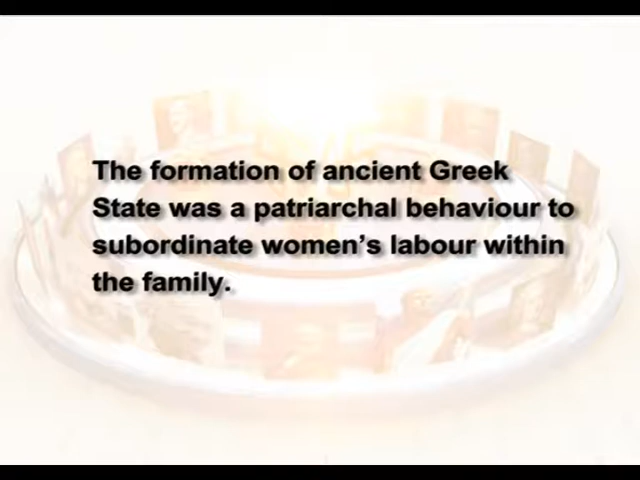 The formation of ancient Greek
State was a patriarchal behaviour to
subordinate women's labour within
the family.